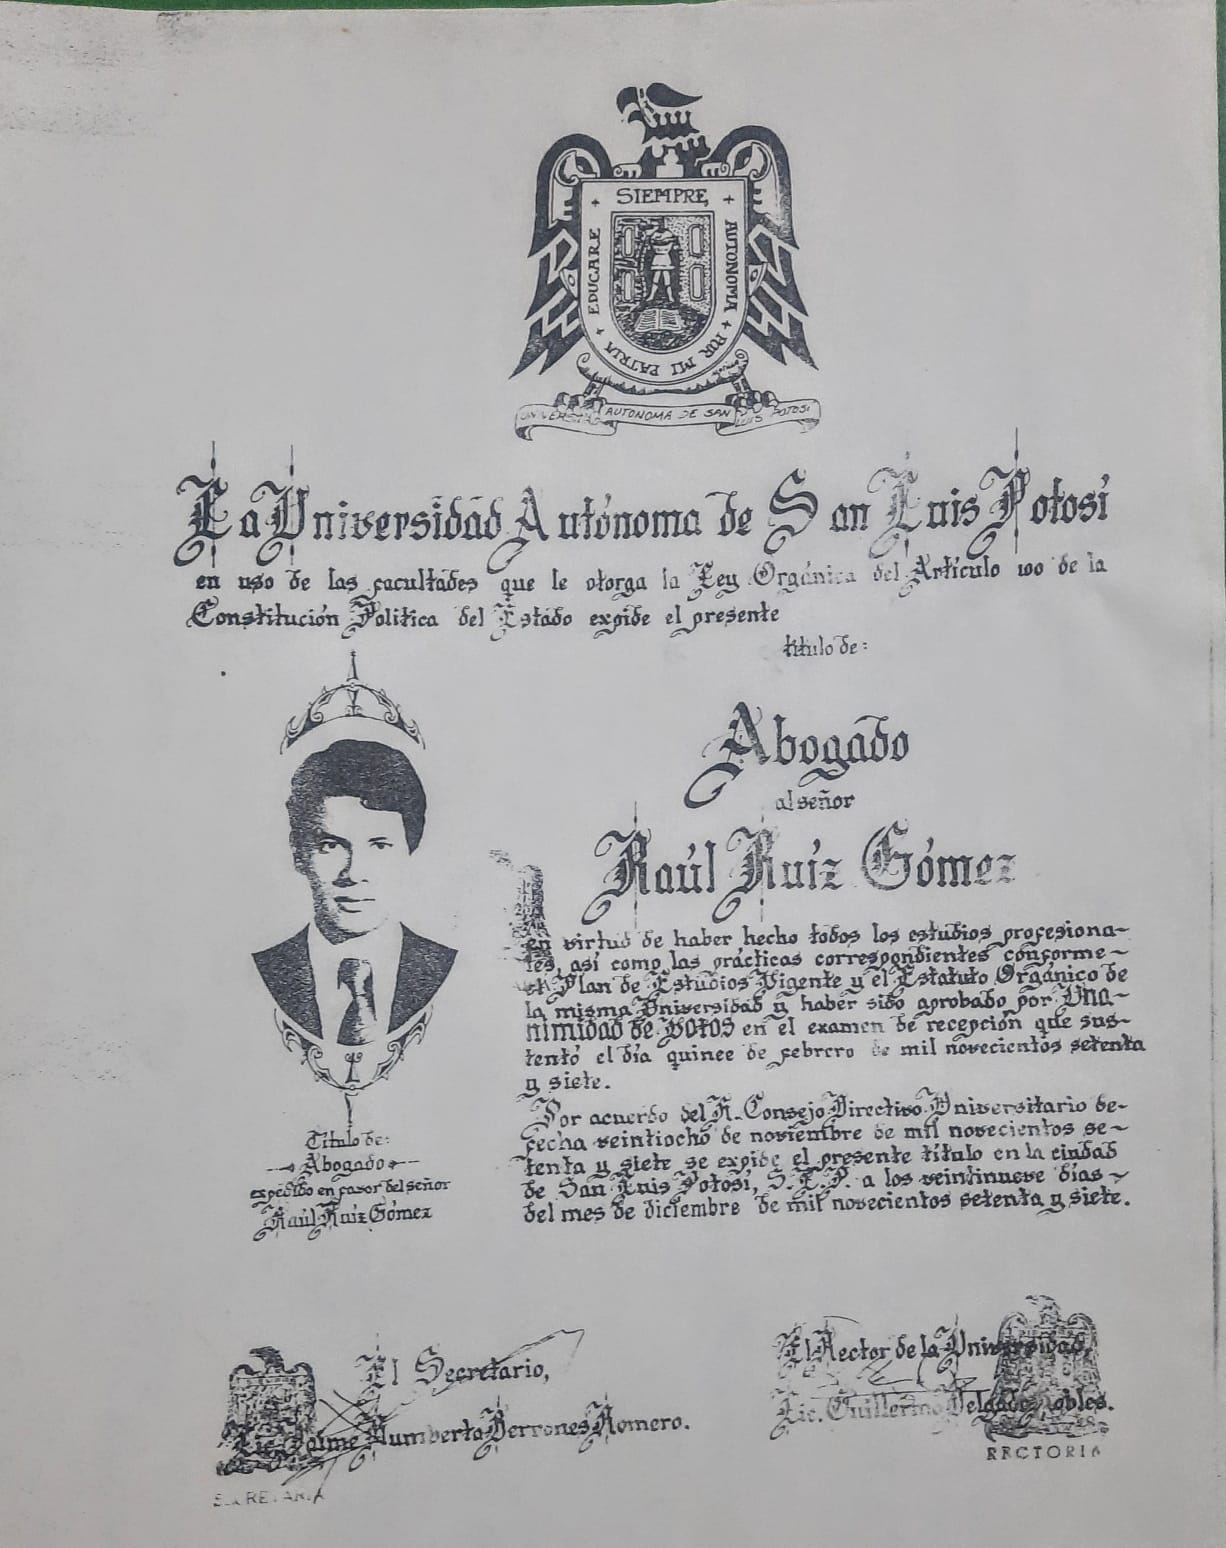 SIEMPRE,
AUTONOMA
POR MI PATRIA
EDUCARE
UNIVERSIDAD AUTONOMA DE SAN LUIS POTOSI
La Universidad Autónoma de San Luis Potosí
en uso de las facultades que le otorga la Ley Orgánica del Artículo 100 de la
Constitución Politica del Estado expide el presente
título de:
Abogado
al señor
Raúl Ruíz Gómez
en virtud de haber hecho todos los estudios profesiona-
les, así como las prácticas correspondientes conforme-
el Plan de Estudios Vigente y el Estatuto Orgánico de
la misma Universidad y haber sido aprobado por Una-
nimidad de Votos en el examen de recepción que sus-
tentó el día quince de febrero de mil novecientos setenta
y siete.
Por acuerdo del H. Consejo Directivo Universitario de-
fecha veintiocho de noviembre de mil novecientos se-
tenta y siete se expide el presente título en la ciudad
de San Luis Potosí, S.L.P. a los veintinueve días-
del mes de diciembre de mil novecientos setenta y siete.
Título de:
Abogado
expedido en favor del señor
Raúl Ruíz Gómez
El Secretario,
Lic. Jaime Humberto Berrones Romero.
SECRETARIA
El Rector de la Universidad,
Lic. Guillermo Delgado Robles.
RECTORIA